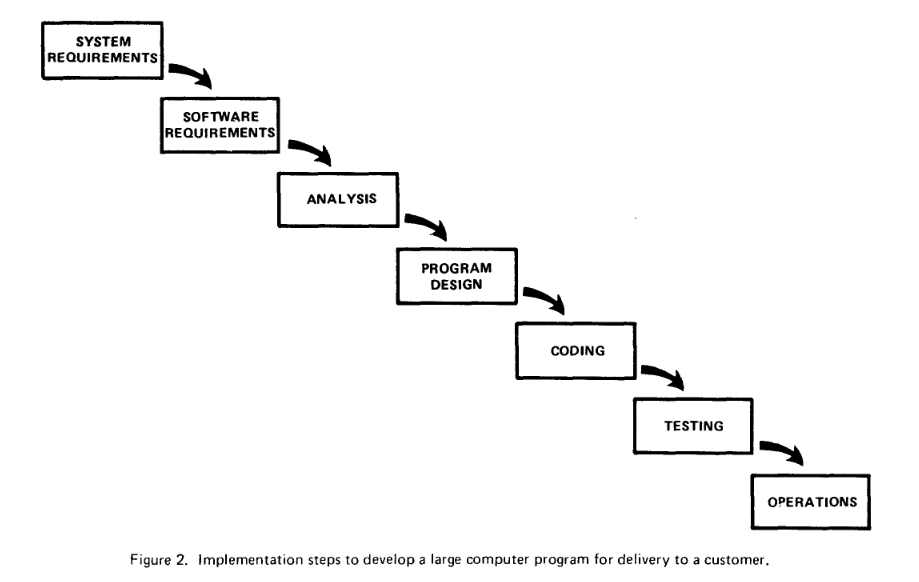 SYSTEM
REQUIREMENTS
SOFTWARE
REQUIREMENTS
ANALYSIS
PROGRAM
DESIGN
CODING
TESTING
OPERATIONS
Figure 2. Implementation steps to develop a large computer program for delivery to a customer.